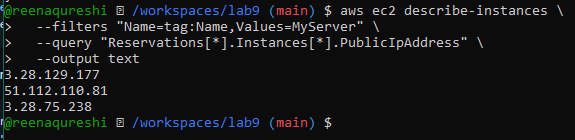 @reenaqureshi /workspaces/lab9 (main) $ aws ec2 describe-instances \
>   --filters "Name=tag:Name,Values=MyServer" \
>   --query "Reservations[*].Instances[*].PublicIpAddress" \
>   --output text
3.28.129.177
51.112.110.81
3.28.75.238
@reenaqureshi /workspaces/lab9 (main) $